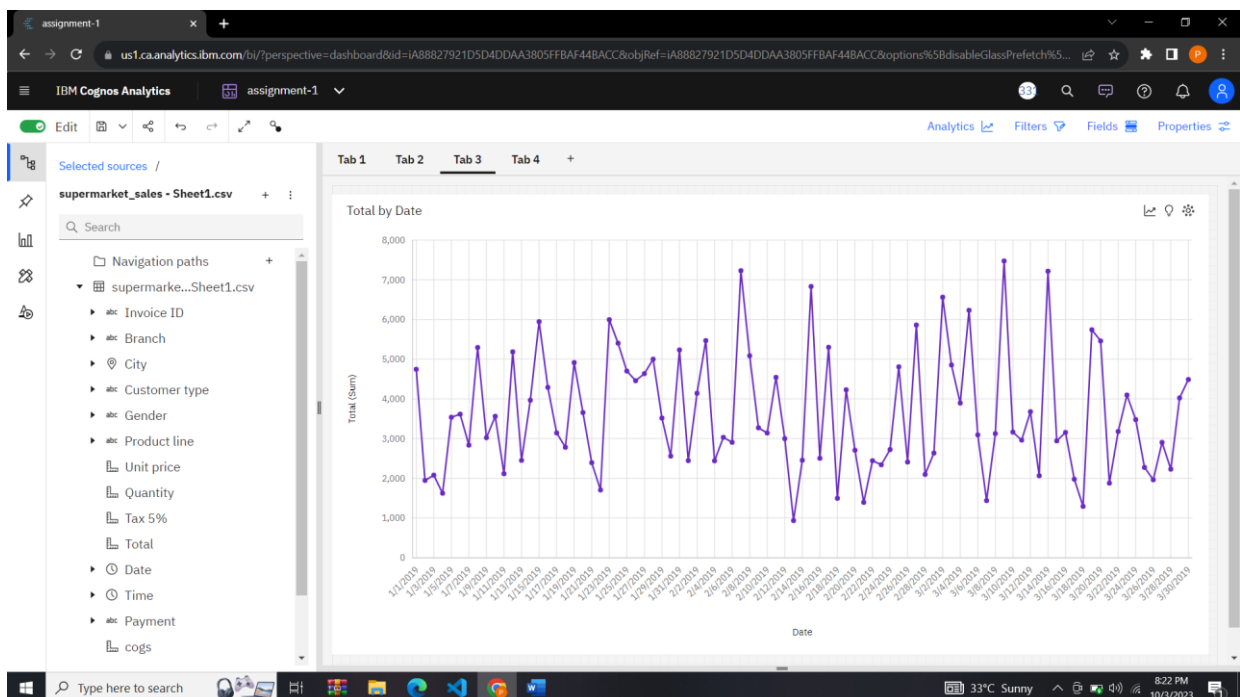 assignment-1
us1.ca.analytics.ibm.com/bi/?perspective=dashboard&id=iA88827921D5D4DDAA3805FFBAF44BACC&objRef=iA88827921D5D4DDAA3805FFBAF44BACC&options%5BdisableGlassPrefetch%5...
P
IBM Cognos Analytics
assignment-1
331
Edit
Analytics
Filters
Fields
Properties
Selected sources /
Tab 1 Tab 2 Tab 3 Tab 4 +
supermarket_sales - Sheet1.csv
Search
Navigation paths
supermarke...Sheet1.csv
abc Invoice ID
abc Branch
City
abc Customer type
abc Gender
abc Product line
Unit price
Quantity
Tax 5%
Total
Date
Time
abc Payment
cogs
Total by Date
Total (Sum)
8,000
7,000
6,000
5,000
4,000
3,000
2,000
1,000
0
1/1/2019
1/3/2019
1/5/2019
1/7/2019
1/9/2019
1/11/2019
1/13/2019
1/15/2019
1/17/2019
1/19/2019
1/21/2019
1/23/2019
1/25/2019
1/27/2019
1/29/2019
1/31/2019
2/2/2019
2/4/2019
2/6/2019
2/8/2019
2/10/2019
2/12/2019
2/14/2019
2/16/2019
2/18/2019
2/20/2019
2/22/2019
2/24/2019
2/26/2019
2/28/2019
3/2/2019
3/4/2019
3/6/2019
3/8/2019
3/10/2019
3/12/2019
3/14/2019
3/16/2019
3/18/2019
3/20/2019
3/22/2019
3/24/2019
3/26/2019
3/28/2019
3/30/2019
Date
Type here to search
33°C Sunny
8:22 PM
10/3/2023